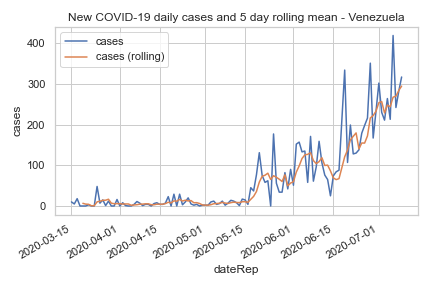 New COVID-19 daily cases and 5 day rolling mean - Venezuela
cases
cases (rolling)
400
300
200
100
0
cases
2020-03-15
2020-04-01
2020-04-15
2020-05-01
2020-05-15
2020-06-01
2020-06-15
2020-07-01
dateRep